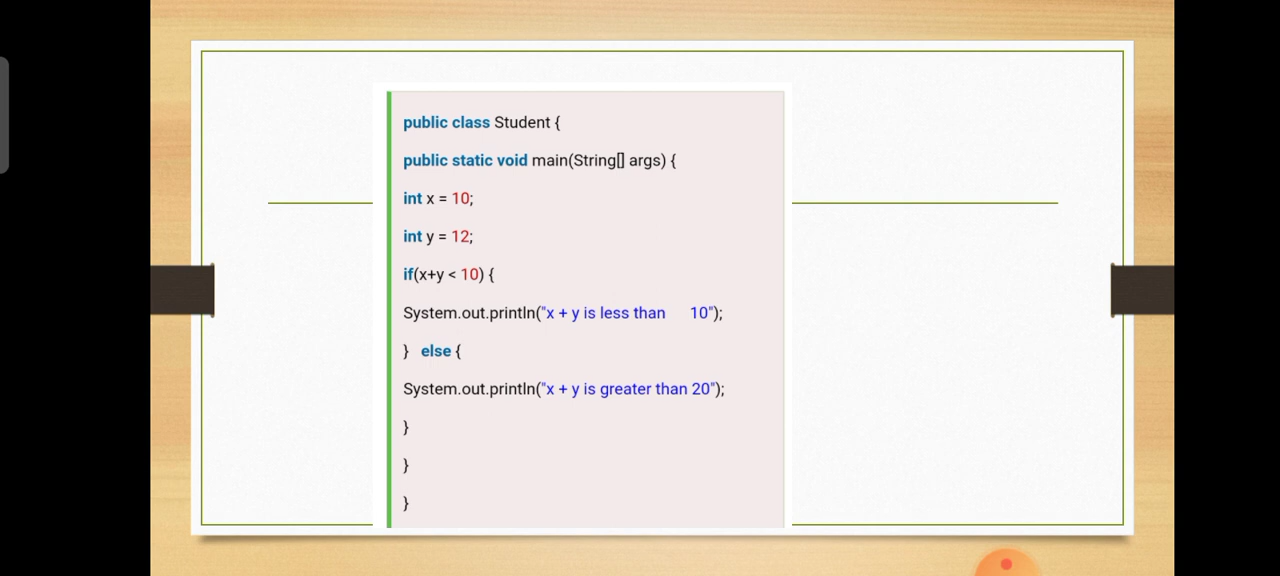 public class Student {
public static void main(String[] args) {
int x = 10;
int y = 12;
if(x+y < 10) {
System.out.println("x + y is less than      10");
}   else {
System.out.println("x + y is greater than 20");
}
}
}